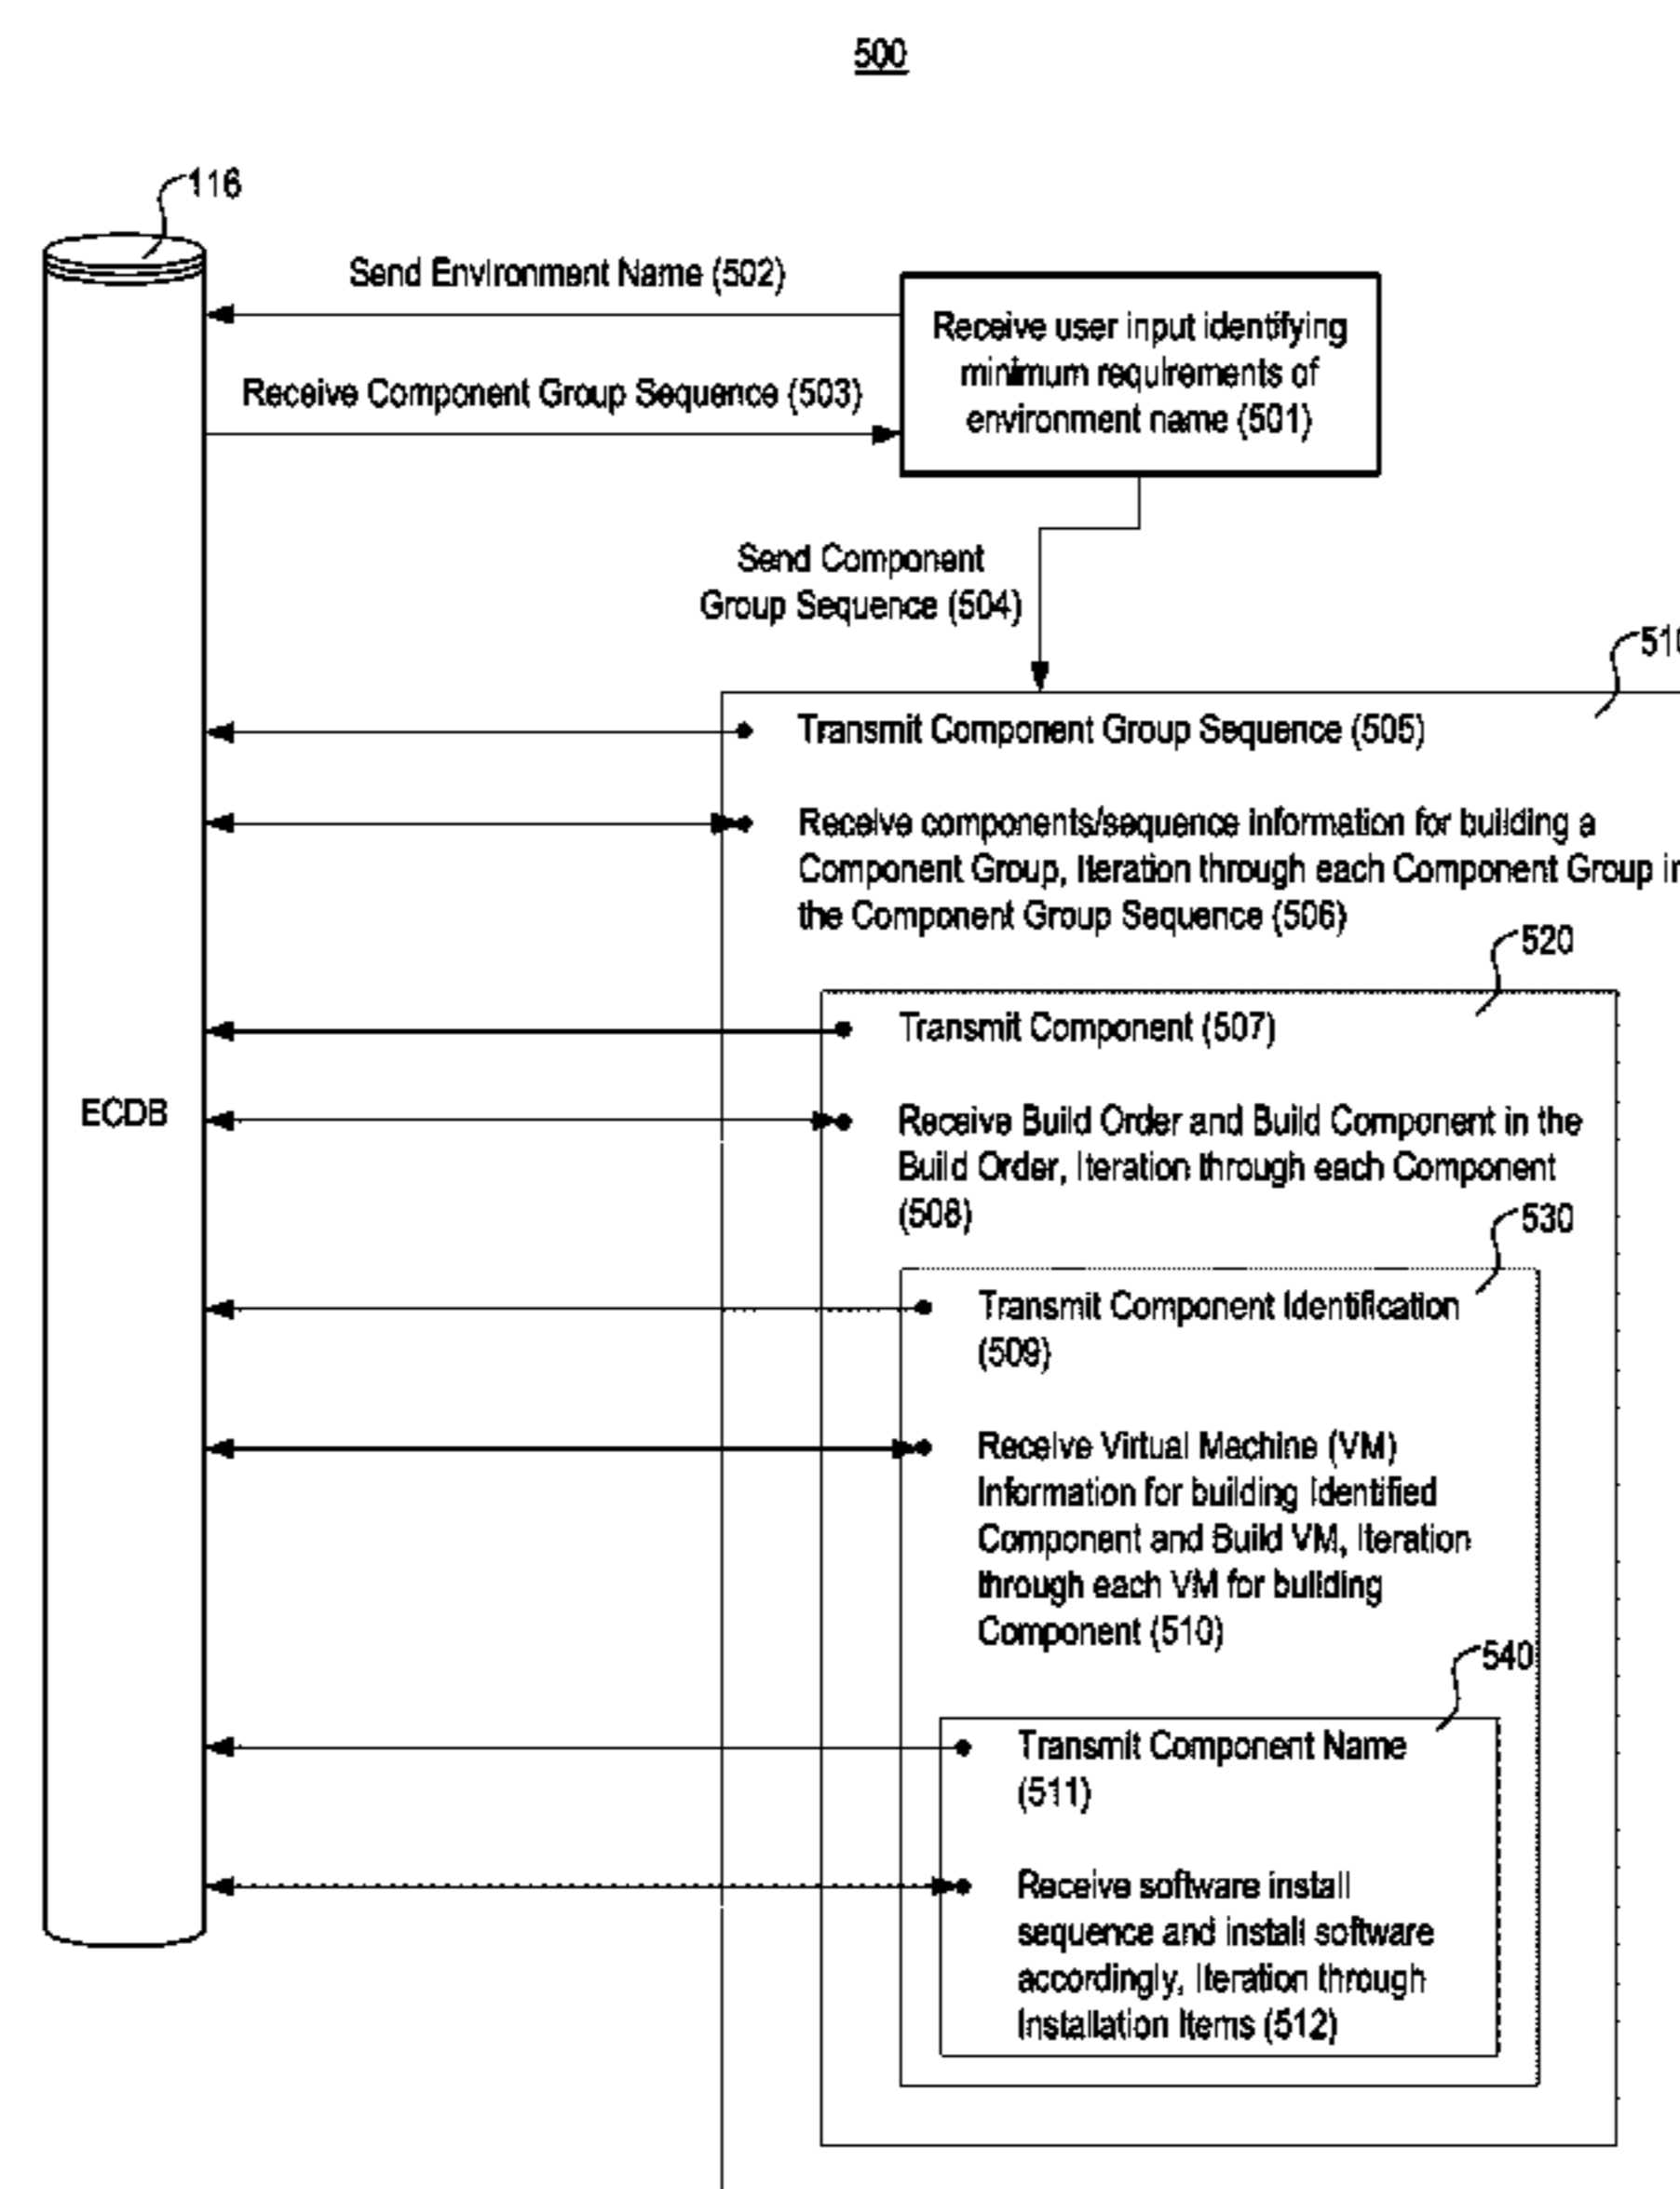 500
116
Send Environment Name (502)
Receive user input identifying
minimum requirements of
environment name (501)
Receive Component Group Sequence (503)
Send Component
Group Sequence (504)
Transmit Component Group Sequence (505)
Receive components/sequence information for building a
Component Group, Iteration through each Component Group in
the Component Group Sequence (506)
520
Transmit Component (507)
ECDB
Receive Build Order and Build Component in the
Build Order, Iteration through each Component
(508)
530
Transmit Component Identification
(509)
Receive Virtual Machine (VM)
Information for building Identified
Component and Build VM, Iteration
through each VM for building
Component (510)
540
Transmit Component Name
(511)
Receive software install
sequence and install software
accordingly, Iteration through
Installation Items (512)